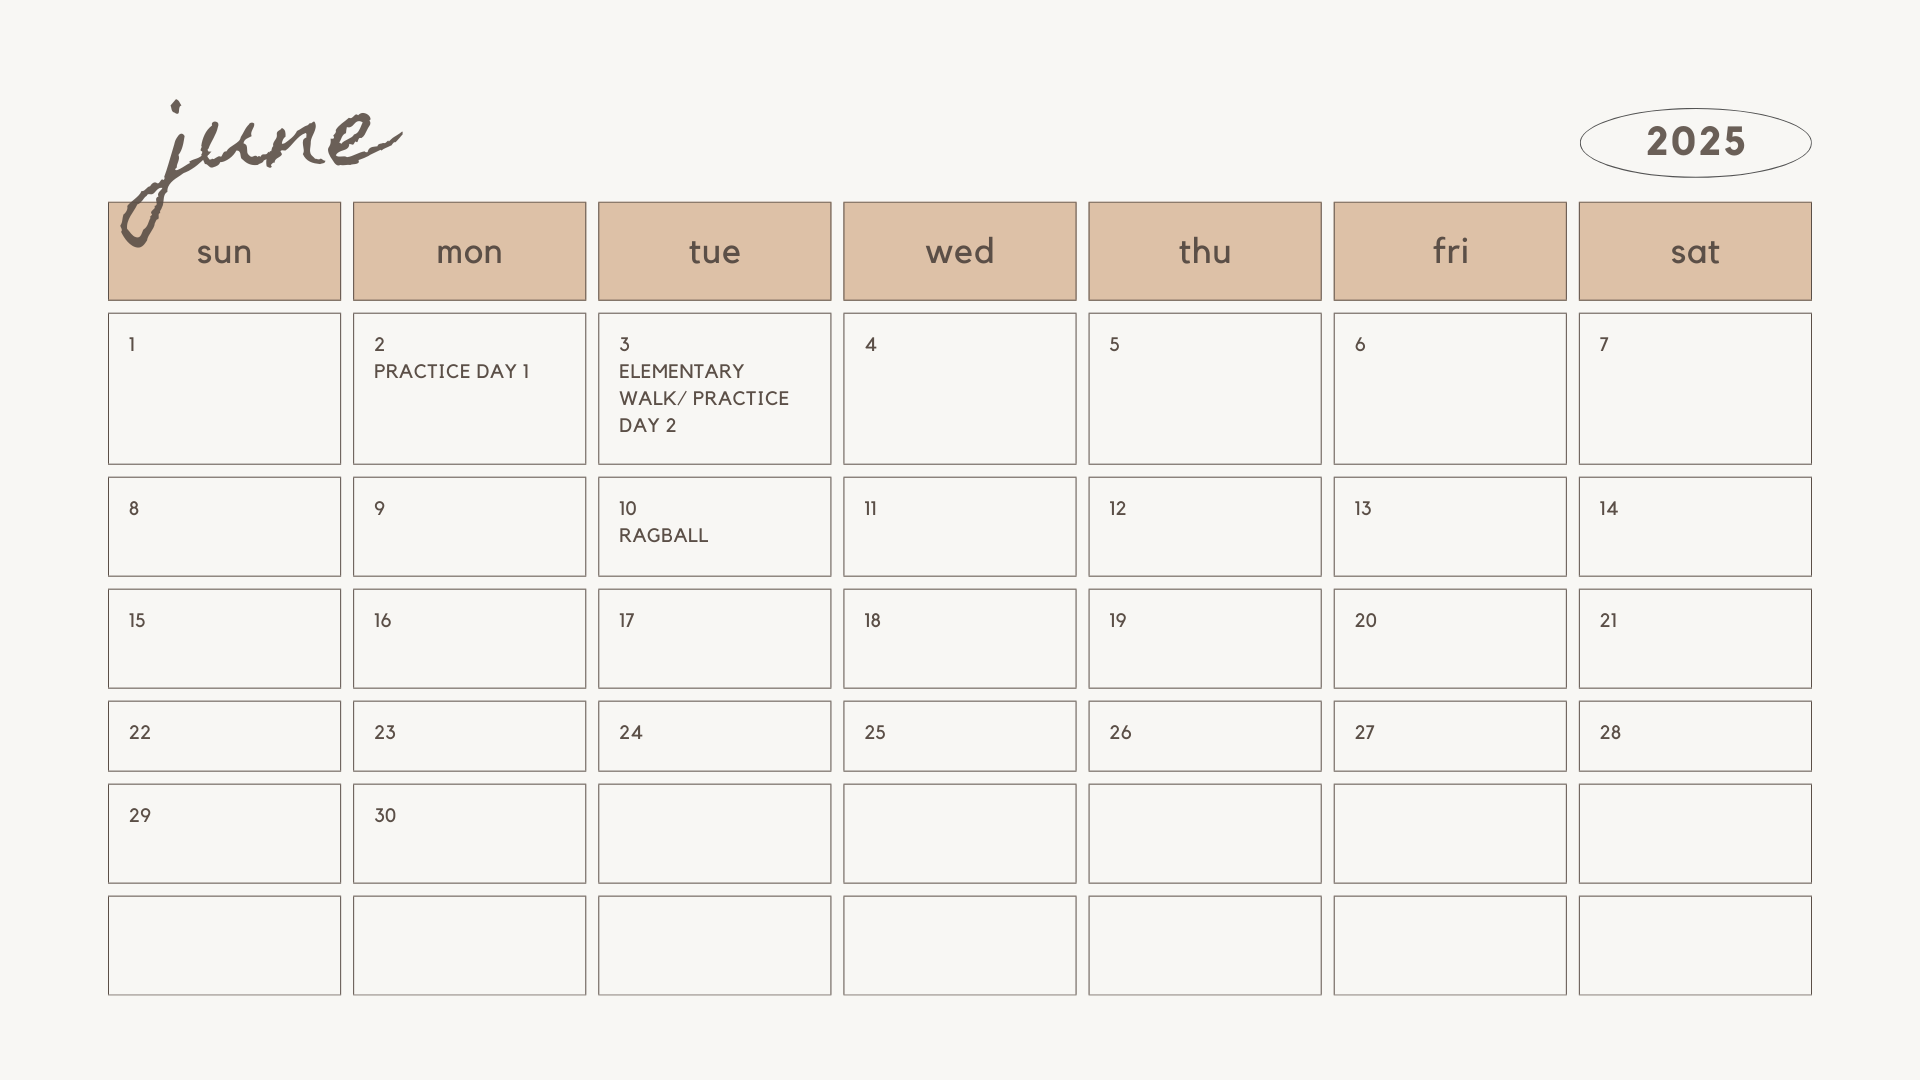 june
2025
sun
mon
tue
wed
thu
fri
sat
1
2
PRACTICE DAY 1
3
ELEMENTARY
WALK/ PRACTICE
DAY 2
4
5
6
7
8
9
10
RAGBALL
11
12
13
14
15
16
17
18
19
20
21
22
23
24
25
26
27
28
29
30